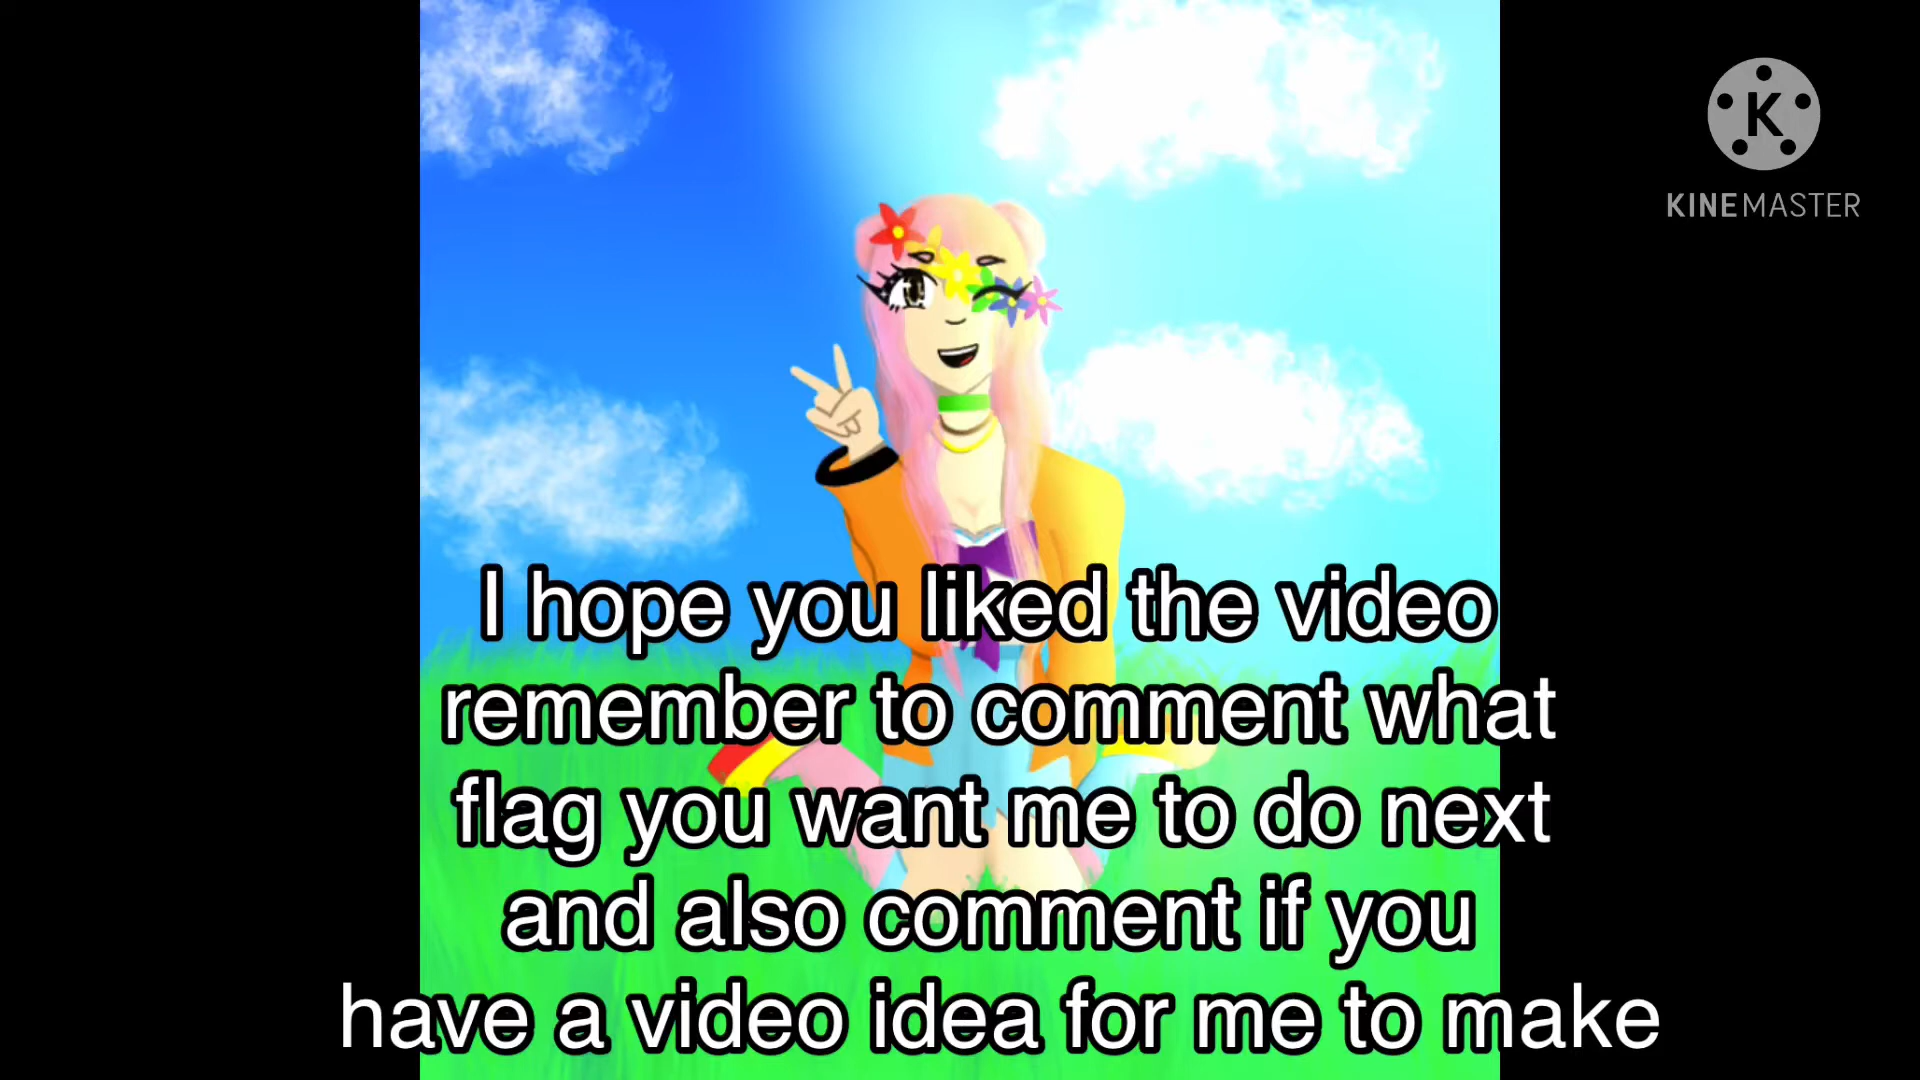 K
KINEMASTER
I hope you liked the video
remember to comment what
flag you want me to do next
and also comment if you
have a video idea for me to make